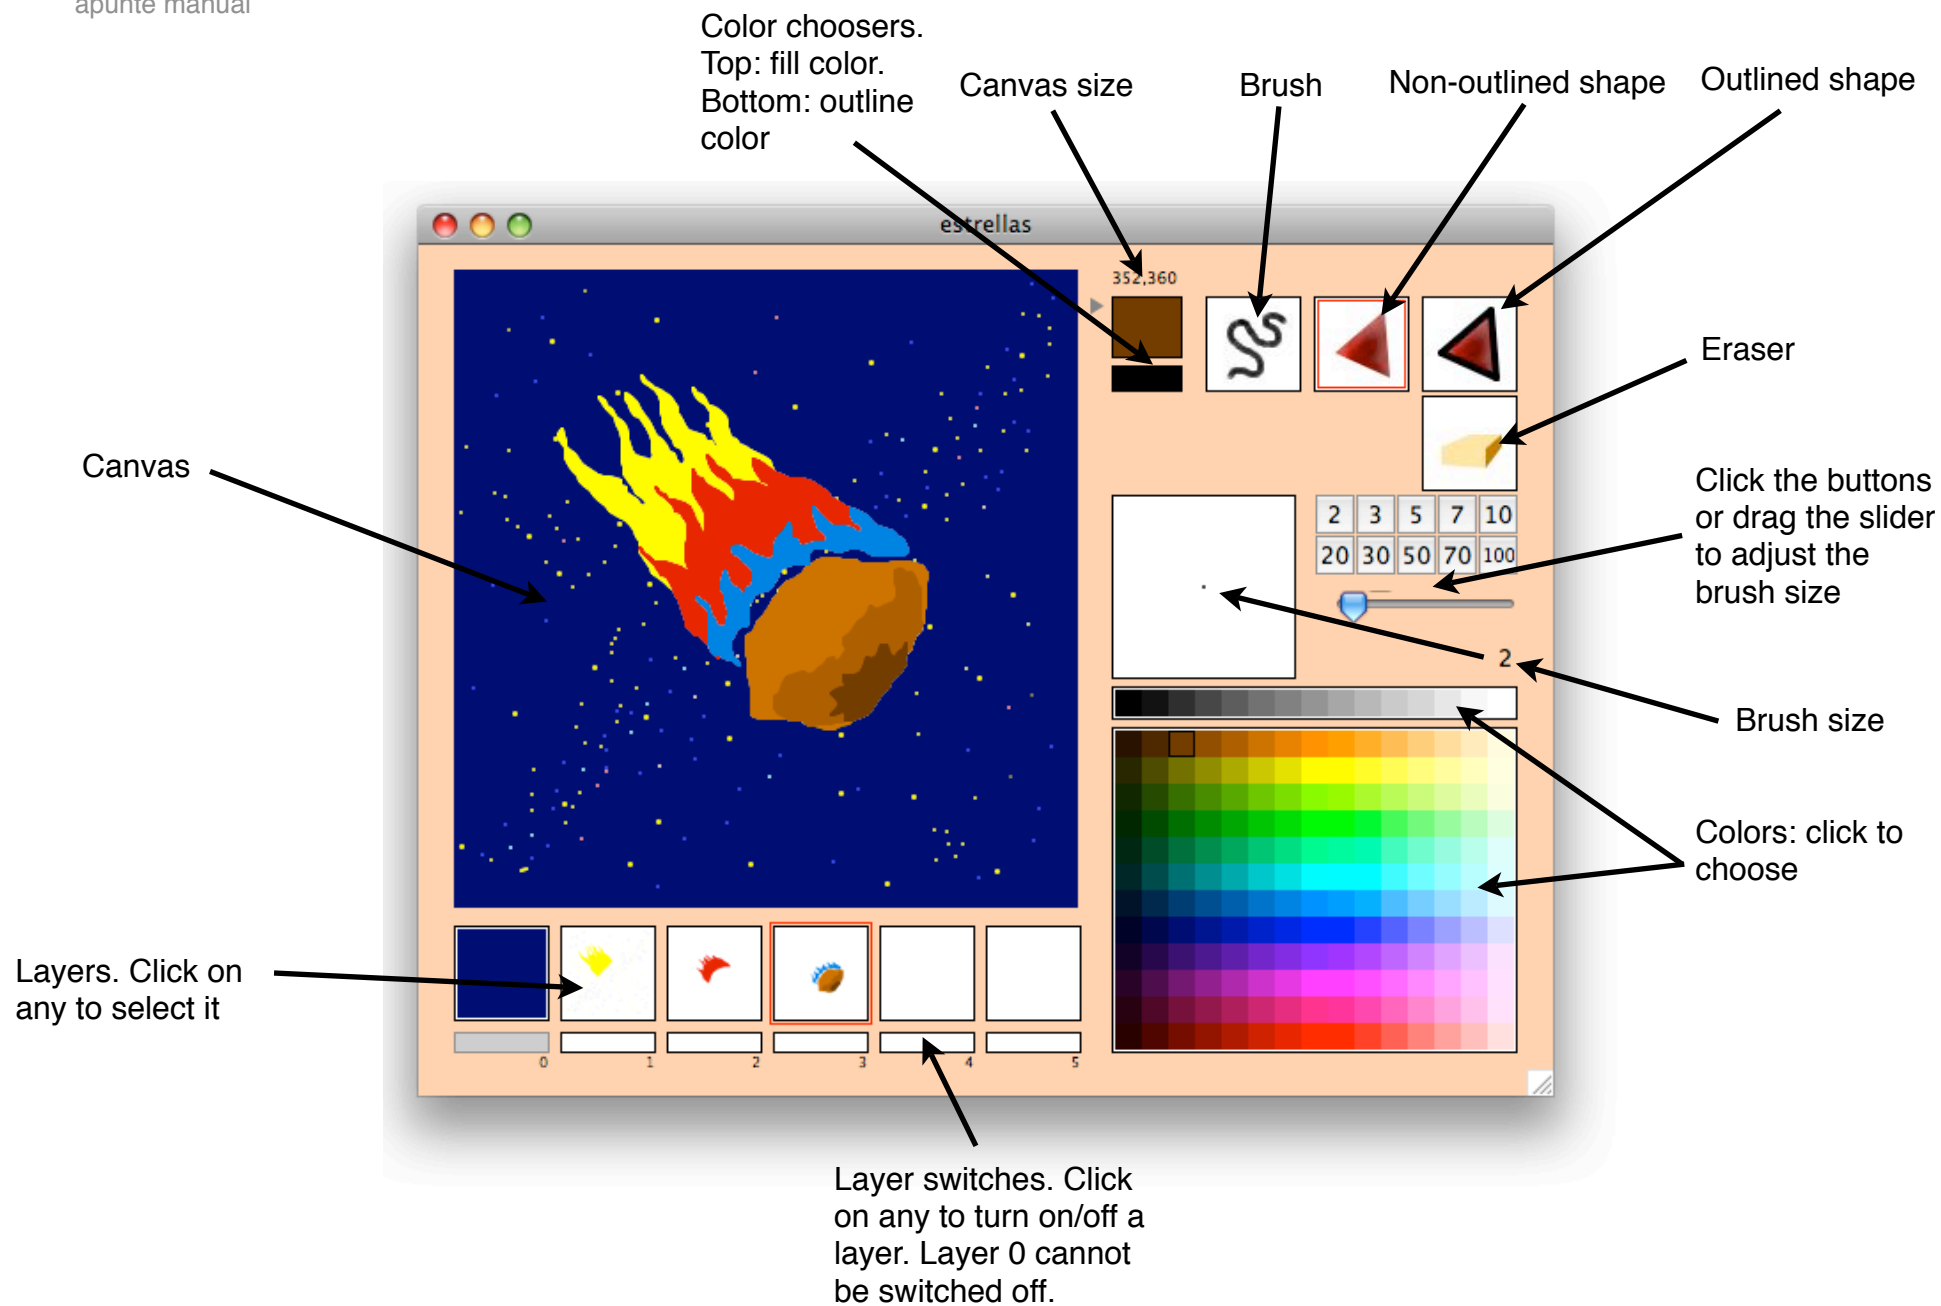 apunte manual
Color choosers.
Top: fill color.
Bottom: outline
color
Canvas size
Brush
Non-outlined shape
Outlined shape
estrellas
352,360
Eraser
Canvas
Click the buttons
or drag the slider
to adjust the
brush size
2 3 5 7 10
20 30 50 70 100
2
Brush size
Colors: click to
choose
Layers. Click on
any to select it
0 1 2 3 4 5
Layer switches. Click
on any to turn on/off a
layer. Layer 0 cannot
be switched off.